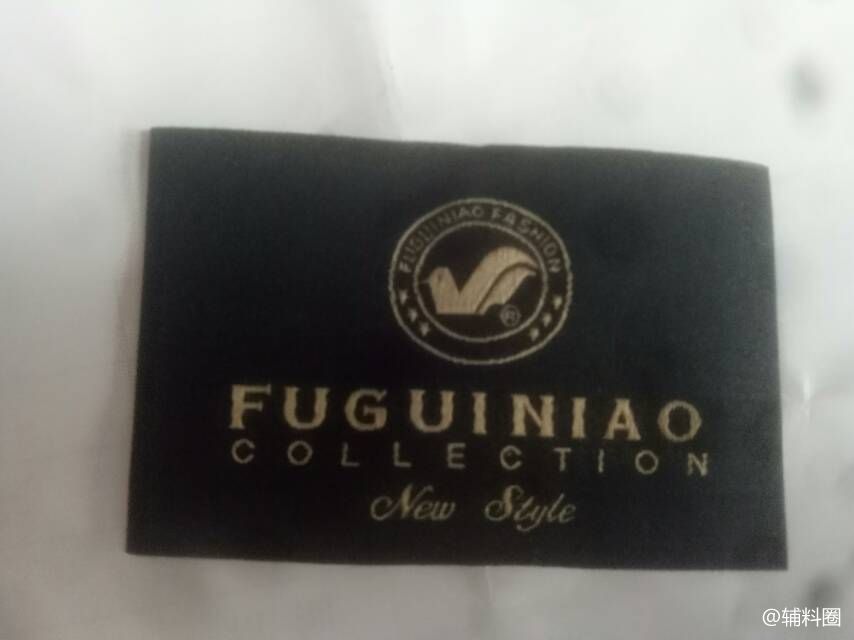 FUGUINIAO FASHION
®
FUGUINIAO
COLLECTION
New Style
@辅料圈